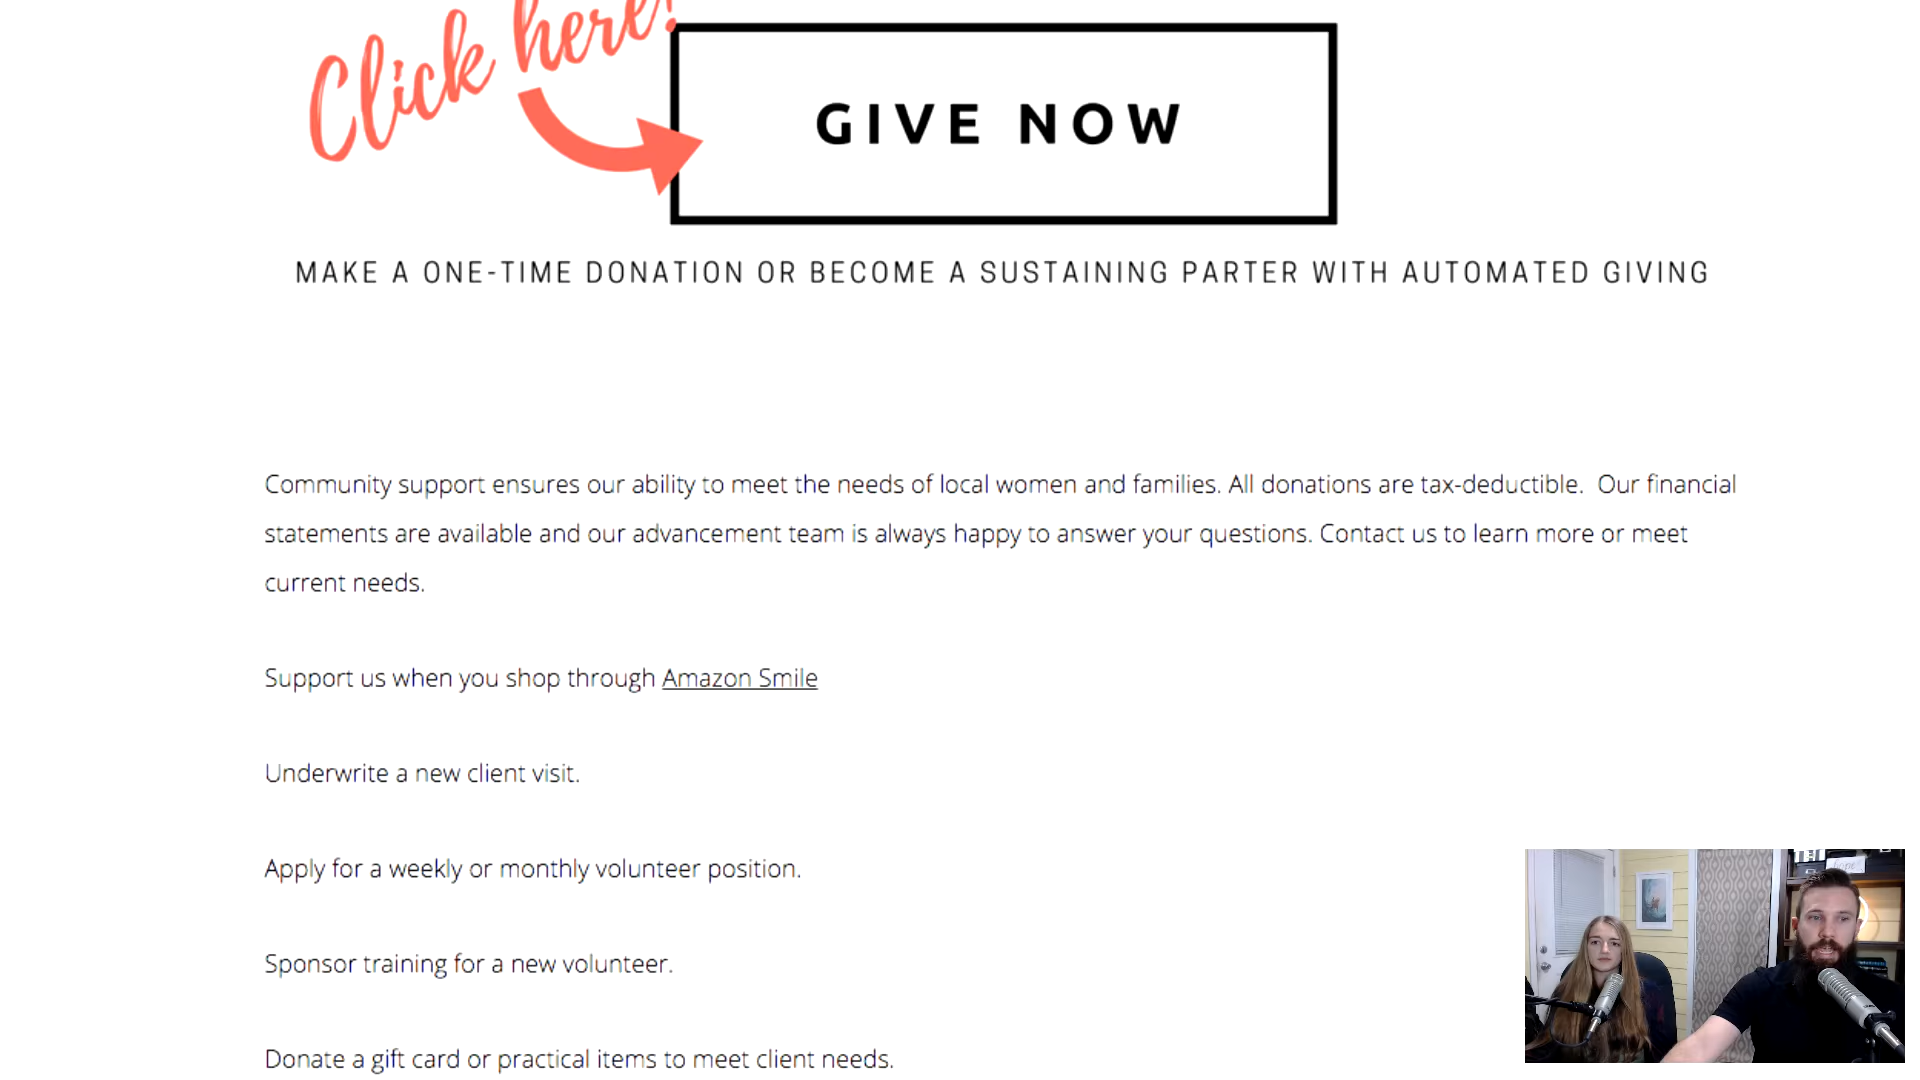 Click here!
GIVE NOW
MAKE A ONE-TIME DONATION OR BECOME A SUSTAINING PARTER WITH AUTOMATED GIVING
Community support ensures our ability to meet the needs of local women and families. All donations are tax-deductible.  Our financial
statements are available and our advancement team is always happy to answer your questions. Contact us to learn more or meet
current needs.
Support us when you shop through Amazon Smile
Underwrite a new client visit.
Apply for a weekly or monthly volunteer position.
Sponsor training for a new volunteer.
Donate a gift card or practical items to meet client needs.